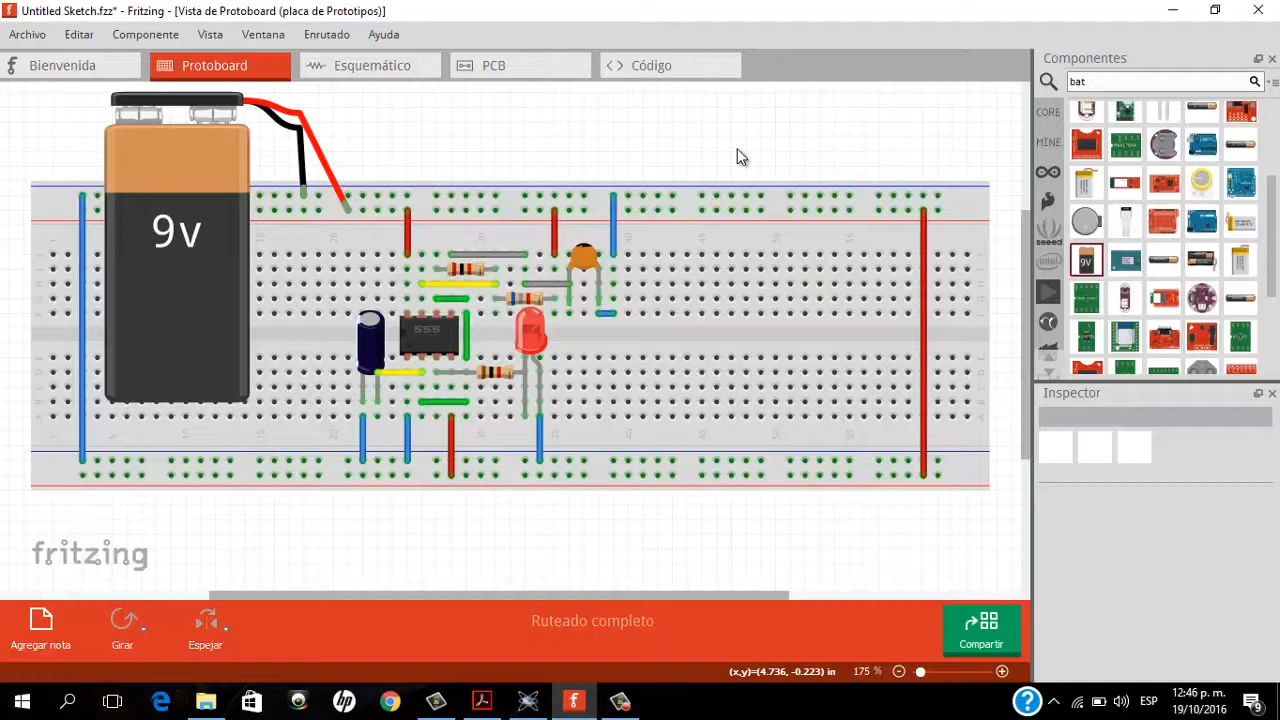 Untitled Sketch.fzz* - Fritzing - [Vista de Protoboard (placa de Prototipos)]
Archivo Editar Componente Vista Ventana Enrutado Ayuda
Bienvenida Protoboard Esquemático PCB Código
Componentes
bat
CORE
MINE
seeed
intel
9V
9v
555
Inspector
fritzing
Agregar nota Girar Espejar
Ruteado completo
Compartir
(x,y)=(4.736, -0.223) in 175 %
ESP
12:46 p. m.
19/10/2016